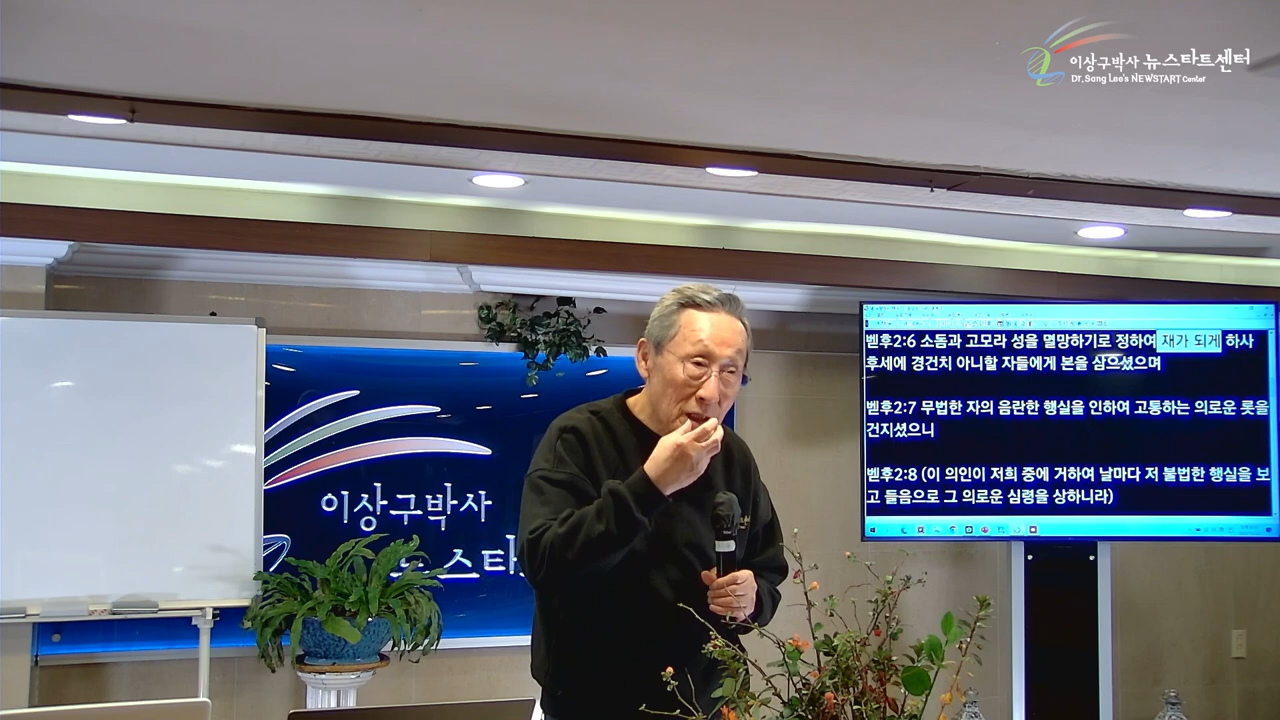 이상구박사 뉴스타트센터
Dr. Sang Lee's NEWSTART Center
벧후2:6 소돔과 고모라 성을 멸망하기로 정하여 재가 되게 하사
후세에 경건치 아니할 자들에게 본을 삼으셨으며
벧후2:7 무법한 자의 음란한 행실을 인하여 고통하는 의로운 롯을
건지셨으니
벧후2:8 (이 의인이 저희 중에 거하여 날마다 저 불법한 행실을 보
고 들음으로 그 의로운 심령을 상하니라)
이상구박사
스타